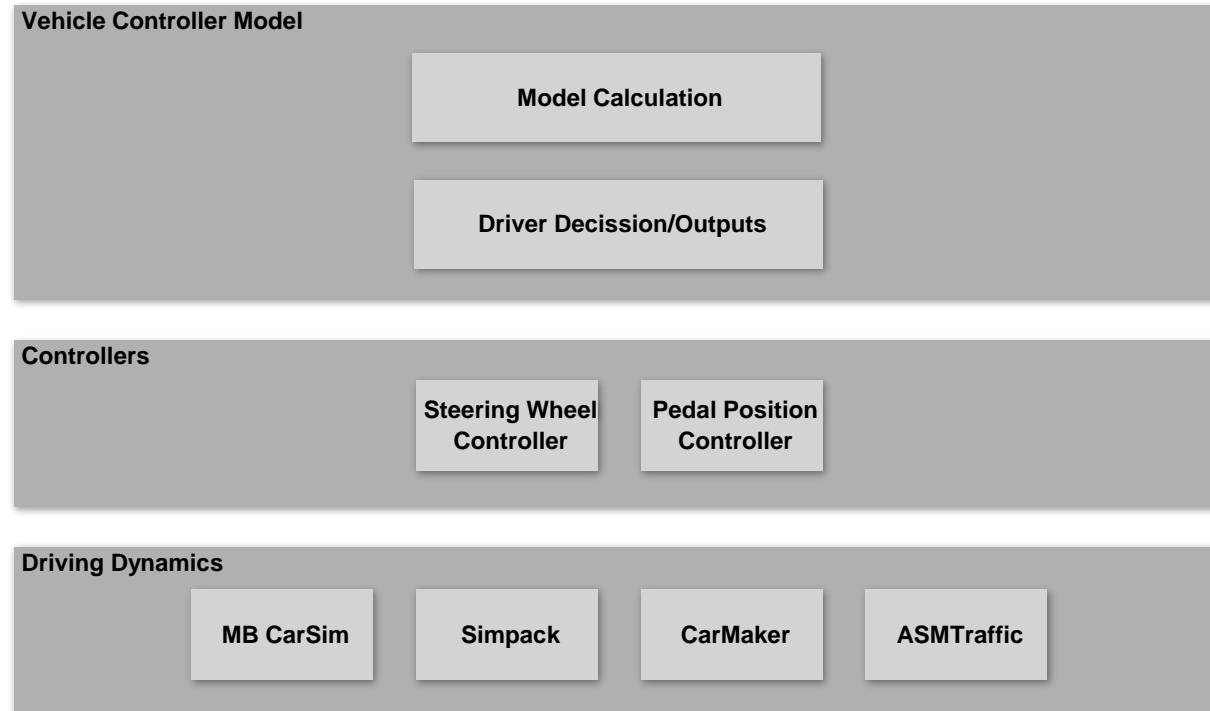 Vehicle Controller Model
Model Calculation
Driver Decission/Outputs
Controllers
Steering Wheel
Controller
Pedal Position
Controller
Driving Dynamics
MB CarSim
Simpack
CarMaker
ASMTraffic